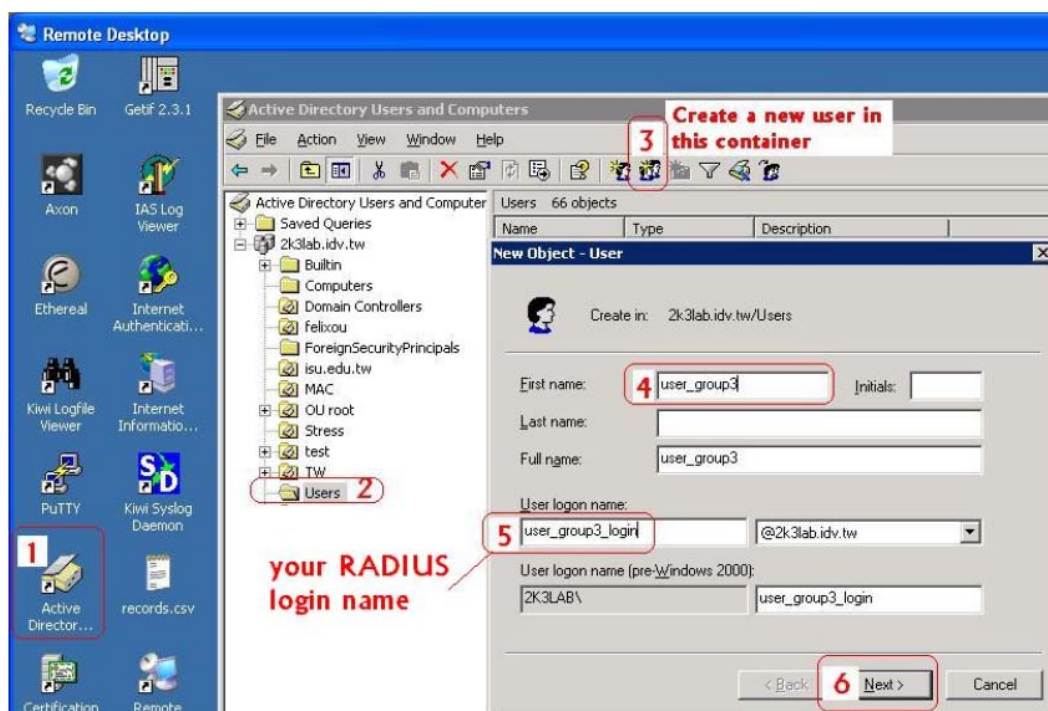 Remote Desktop
Recycle Bin
Getif 2.3.1
Axon
IAS Log
Viewer
Ethereal
Internet
Authenticati...
Kiwi Logfile
Viewer
Internet
Informatio...
PuTTY
Kiwi Syslog
Daemon
1
Active
Director...
records.csv
Certification
Remote
Active Directory Users and Computers
File Action View Window Help
3
Create a new user in
this container
Active Directory Users and Computer
Saved Queries
2k3lab.idv.tw
Builtin
Computers
Domain Controllers
felixou
ForeignSecurityPrincipals
isu.edu.tw
MAC
OU root
Stress
test
TW
Users 2
your RADIUS
login name
Users 66 objects
Name Type Description
New Object - User
Create in: 2k3lab.idv.tw/Users
First name: 4 user_group3 Initials:
Last name:
Full name: user_group3
User logon name:
5 user_group3_login @2k3lab.idv.tw
User logon name (pre-Windows 2000):
2K3LAB\ user_group3_login
< Back 6 Next > Cancel